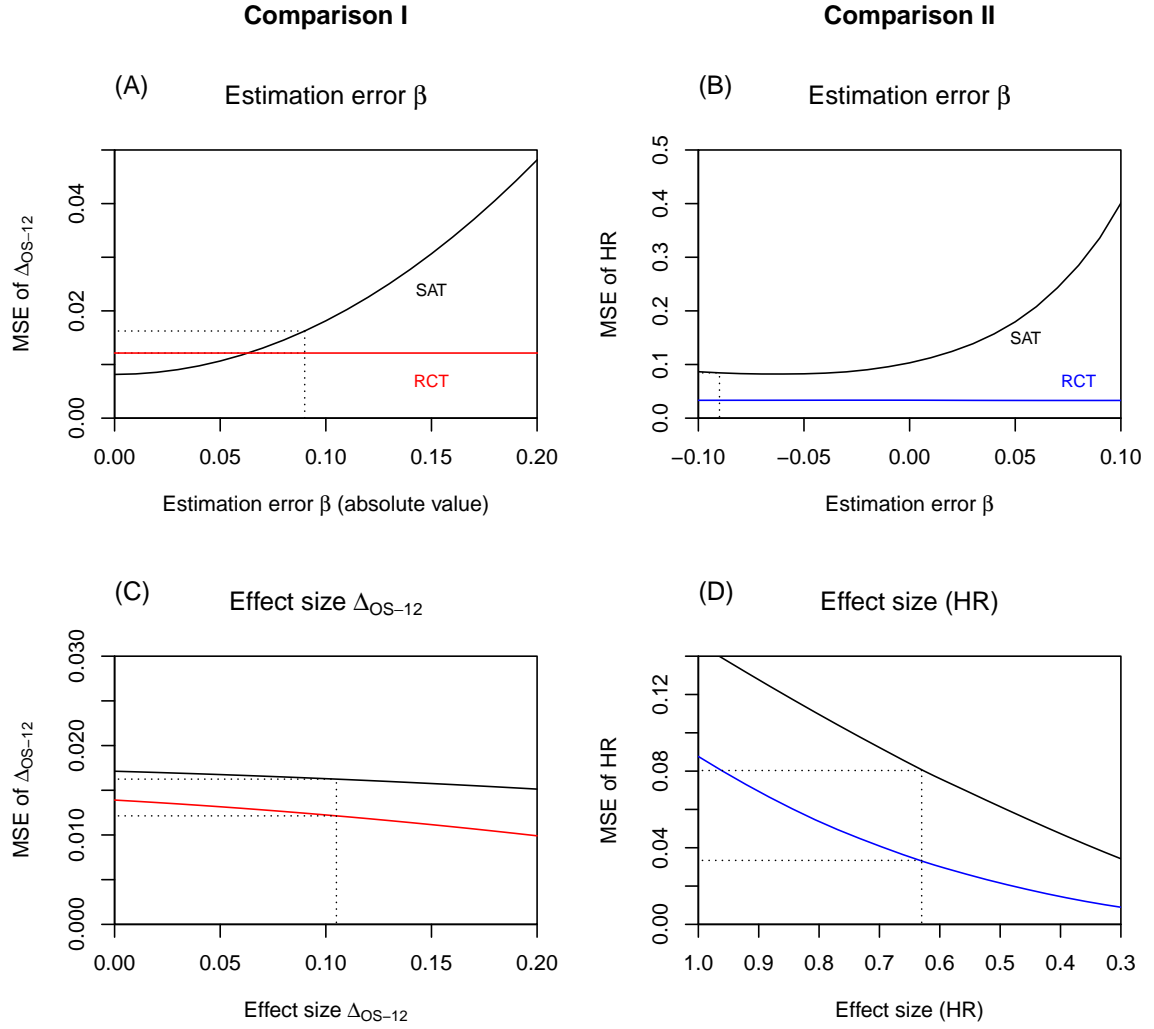 Comparison I
Comparison II
(A)
Estimation error β
MSE of ΔOS−12
0.00 0.02 0.04
SAT
RCT
0.00 0.05 0.10 0.15 0.20
Estimation error β (absolute value)
(B)
Estimation error β
MSE of HR
0.0 0.1 0.2 0.3 0.4 0.5
SAT
RCT
−0.10 −0.05 0.00 0.05 0.10
Estimation error β
(C)
Effect size ΔOS−12
MSE of ΔOS−12
0.000 0.010 0.020 0.030
0.00 0.05 0.10 0.15 0.20
Effect size ΔOS−12
(D)
Effect size (HR)
MSE of HR
0.00 0.04 0.08 0.12
1.0 0.9 0.8 0.7 0.6 0.5 0.4 0.3
Effect size (HR)